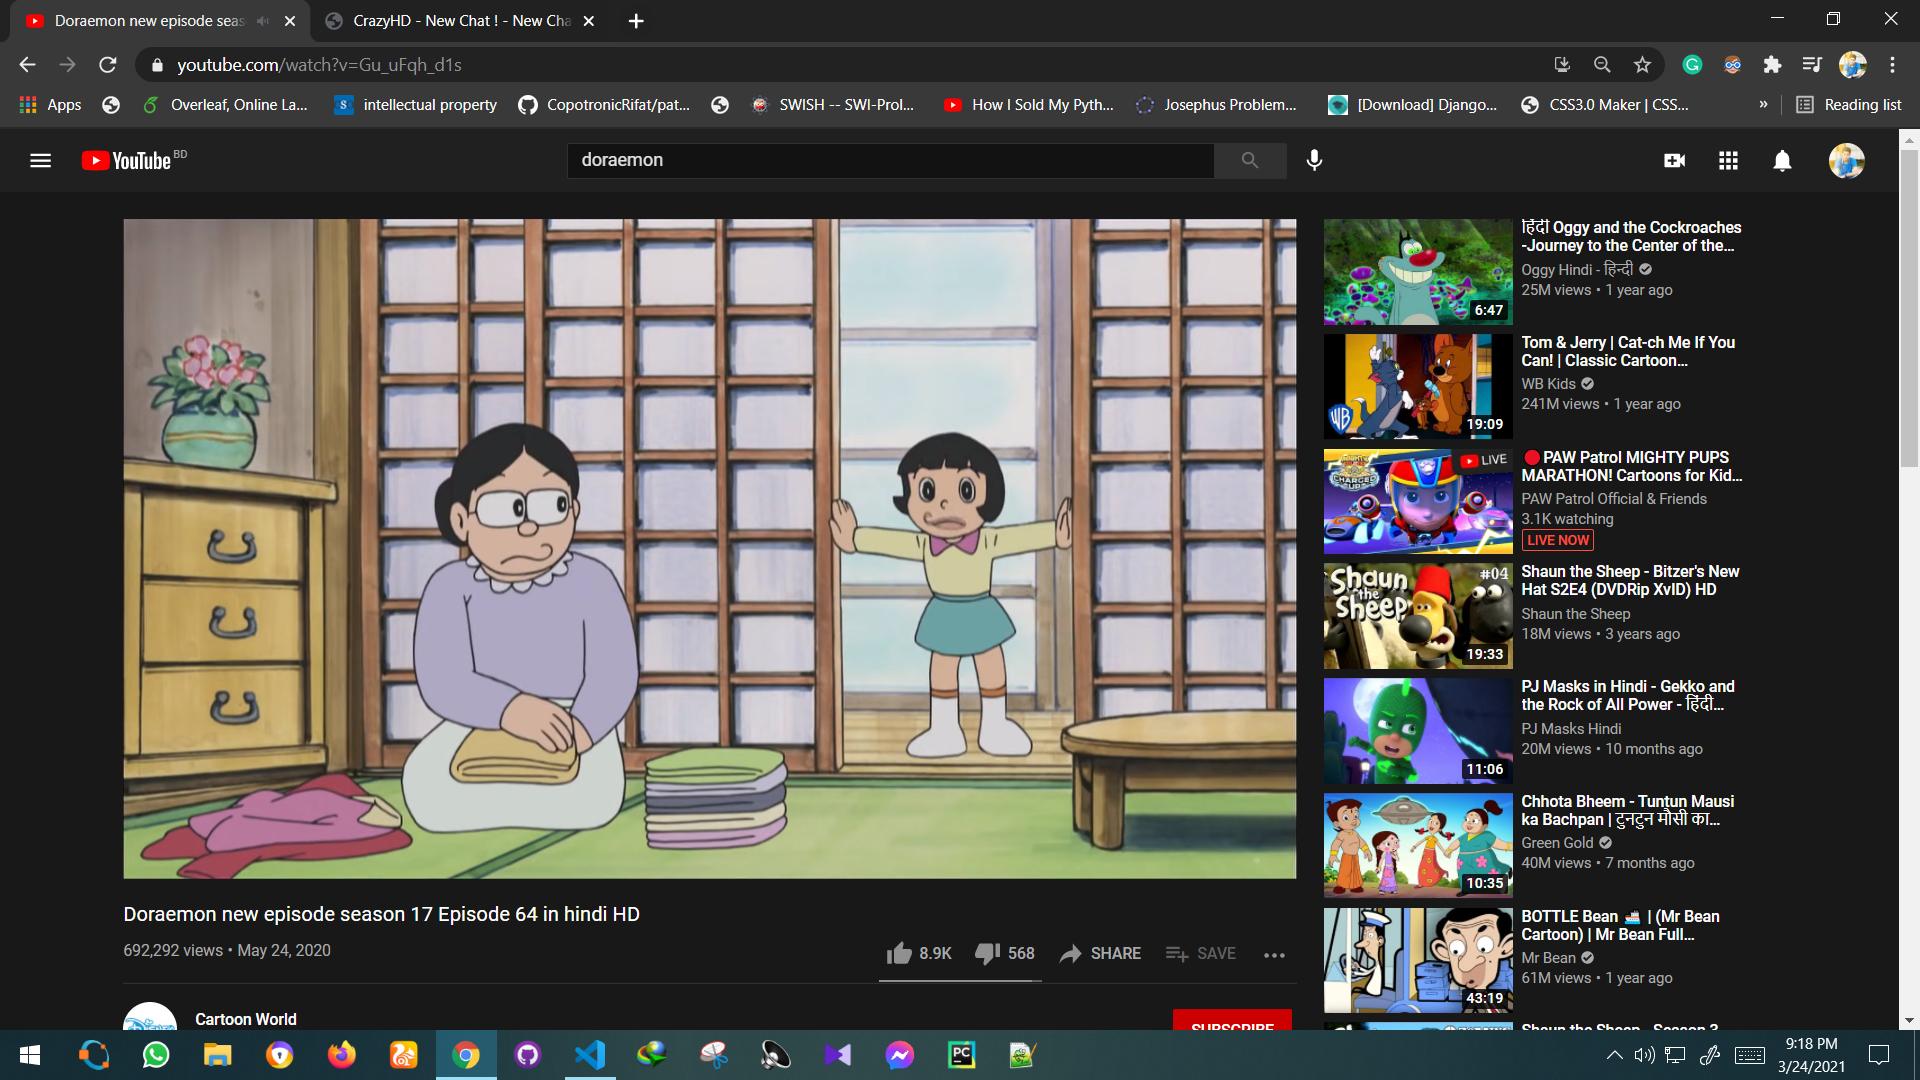 Doraemon new episode seas
CrazyHD - New Chat ! - New Cha
youtube.com/watch?v=Gu_uFqh_d1s
Apps
Overleaf, Online La...
intellectual property
CopotronicRifat/pat...
SWISH -- SWI-Prol...
How I Sold My Pyth...
Josephus Problem...
[Download] Django...
CSS3.0 Maker | CSS...
»
Reading list
YouTube BD
doraemon
हिंदी Oggy and the Cockroaches
-Journey to the Center of the...
Oggy Hindi - हिन्दी
25M views • 1 year ago
6:47
Tom & Jerry | Cat-ch Me If You
Can! | Classic Cartoon...
WB Kids
241M views • 1 year ago
WB
19:09
LIVE
CHARGED UP
PAW Patrol MIGHTY PUPS
MARATHON! Cartoons for Kid...
PAW Patrol Official & Friends
3.1K watching
LIVE NOW
Shaun the Sheep #04
19:33
Shaun the Sheep - Bitzer's New
Hat S2E4 (DVDRip XvID) HD
Shaun the Sheep
18M views • 3 years ago
PJ Masks in Hindi - Gekko and
the Rock of All Power - हिंदी...
PJ Masks Hindi
20M views • 10 months ago
11:06
Chhota Bheem - Tuntun Mausi
ka Bachpan | टुनटुन मौसी का...
Green Gold
40M views • 7 months ago
10:35
BOTTLE Bean | (Mr Bean
Cartoon) | Mr Bean Full...
Mr Bean
61M views • 1 year ago
43:19
Shaun the Sheep - Season 3
Doraemon new episode season 17 Episode 64 in hindi HD
692,292 views • May 24, 2020
8.9K
568
SHARE
SAVE
Cartoon World
SUBSCRIBE
PC
9:18 PM
3/24/2021